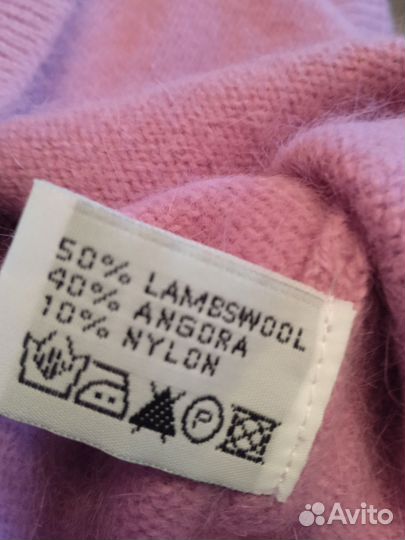 50% LAMBSWOOL
40% ANGORA
10% NYLON
P
Avito